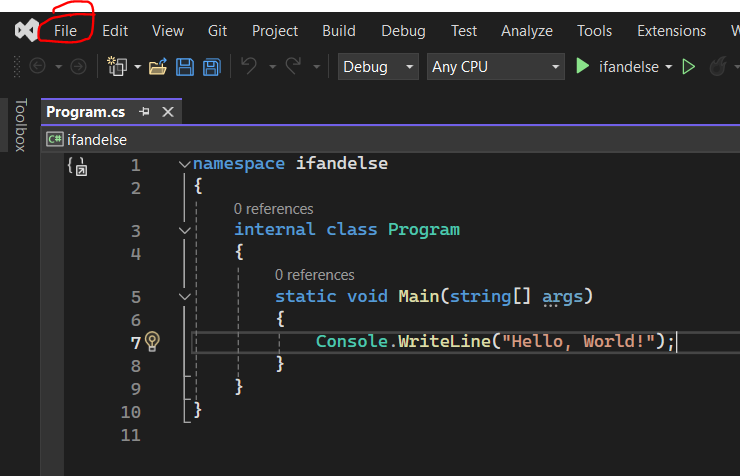 File Edit View Git Project Build Debug Test Analyze Tools Extensions
Debug Any CPU ifandelse
Toolbox
Program.cs
C# ifandelse
1 namespace ifandelse
2 {
0 references
3 internal class Program
4 {
0 references
5 static void Main(string[] args)
6 {
7 Console.WriteLine("Hello, World!");
8 }
9 }
10 }
11